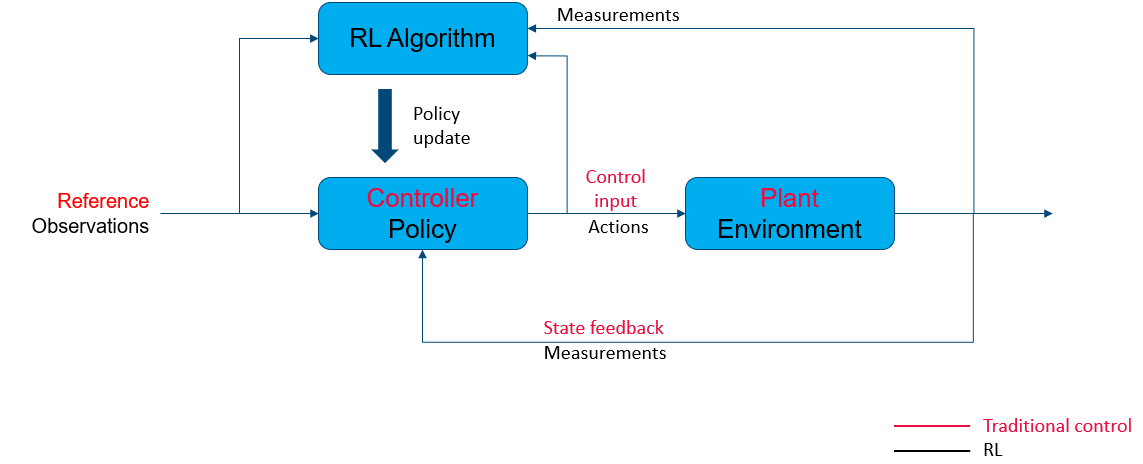 Measurements
RL Algorithm
Policy
update
Reference
Observations
Controller
Policy
Control
input
Actions
Plant
Environment
State feedback
Measurements
Traditional control
RL